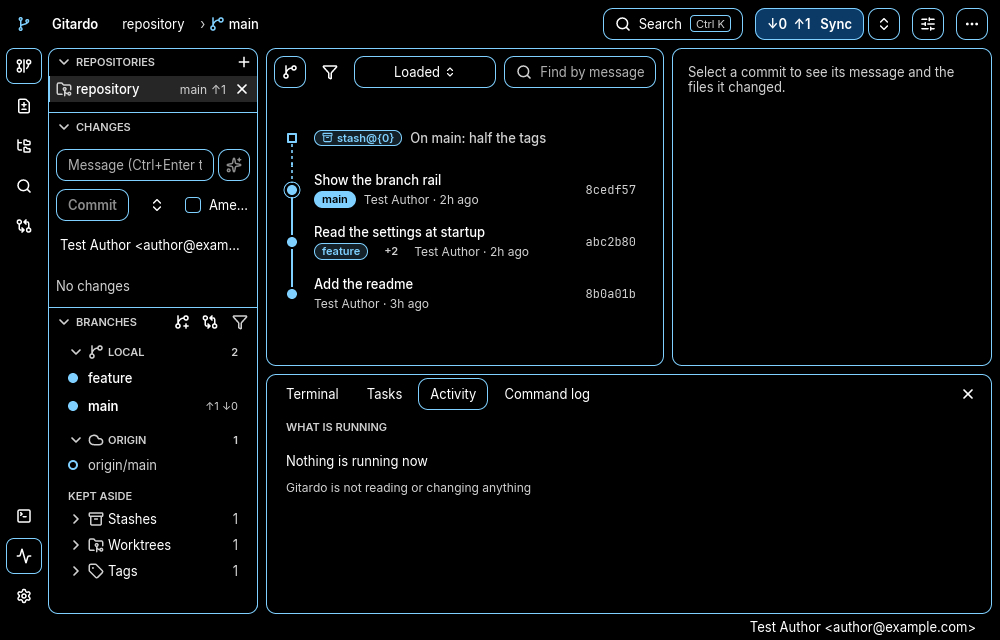 Gitardo repository › main
Search Ctrl K
↓0 ↑1 Sync
REPOSITORIES
repository main ↑1
CHANGES
Message (Ctrl+Enter t
Commit
Ame...
Test Author <author@exam...
No changes
BRANCHES
LOCAL 2
feature
main ↑1 ↓0
ORIGIN 1
origin/main
KEPT ASIDE
Stashes 1
Worktrees 1
Tags 1
Loaded
Find by message
stash@{0} On main: half the tags
Show the branch rail
main Test Author · 2h ago
8cedf57
Read the settings at startup
feature +2 Test Author · 2h ago
abc2b80
Add the readme
Test Author · 3h ago
8b0a01b
Select a commit to see its message and the
files it changed.
Terminal Tasks Activity Command log
WHAT IS RUNNING
Nothing is running now
Gitardo is not reading or changing anything
Test Author <author@example.com>